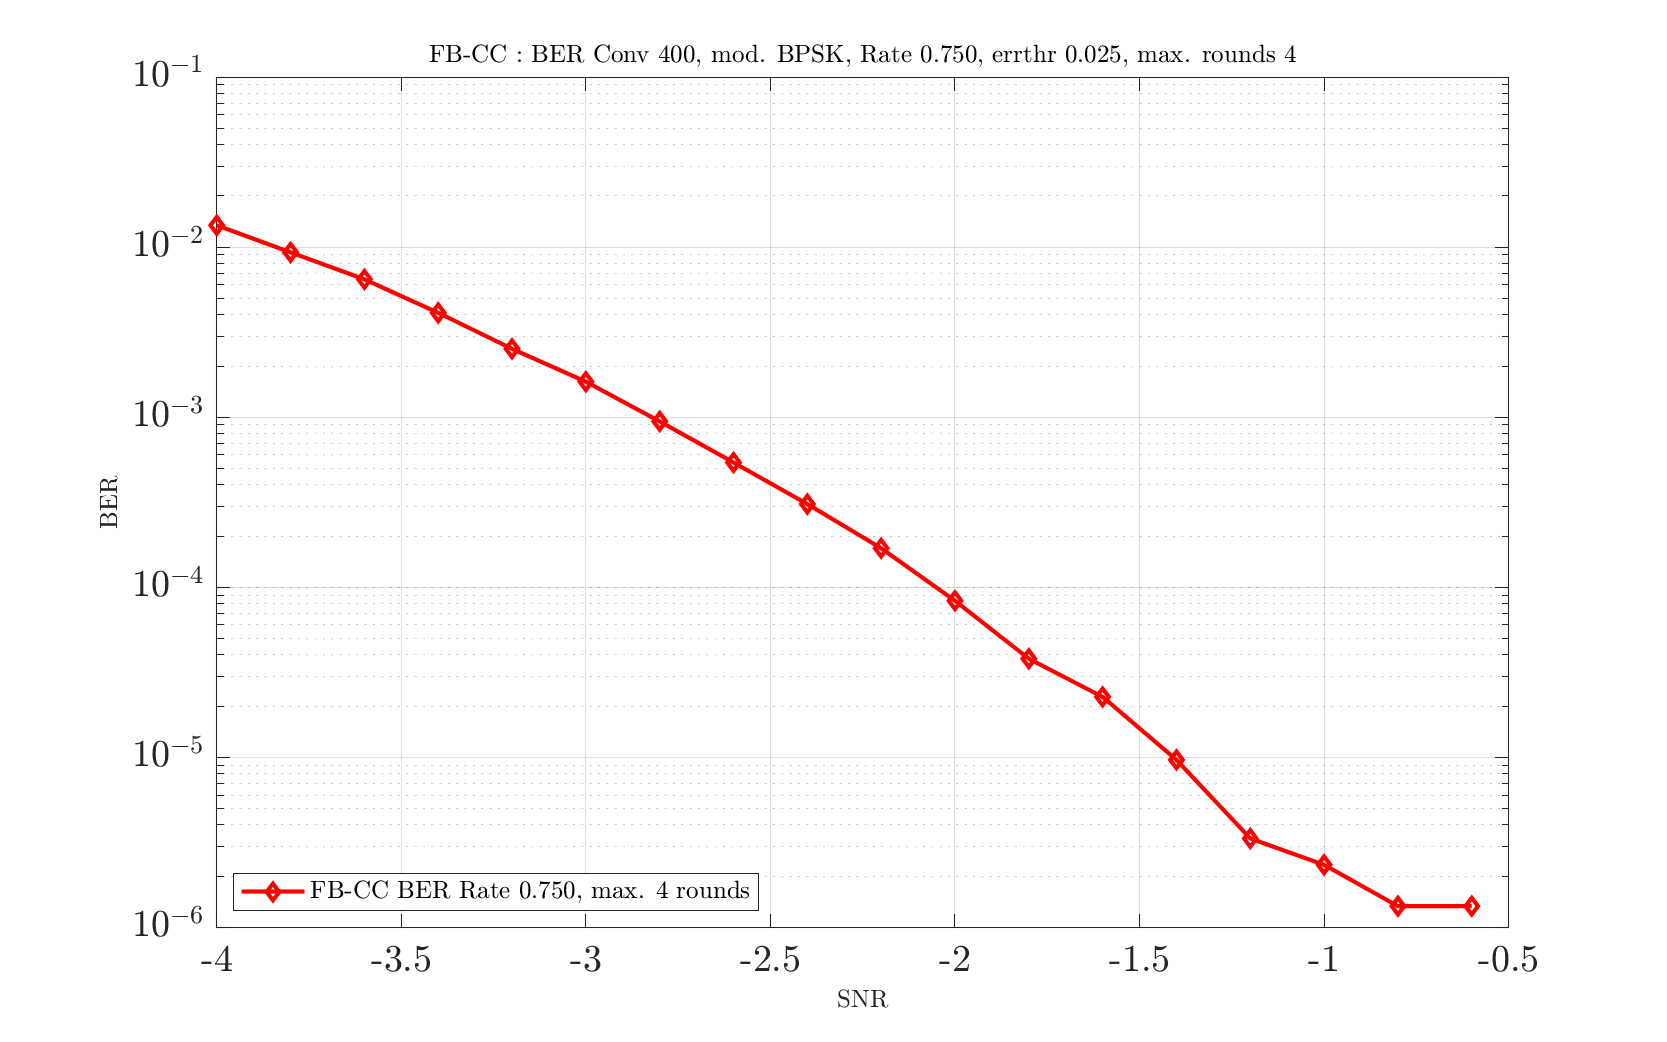 FB-CC : BER Conv 400, mod. BPSK, Rate 0.750, errthr 0.025, max. rounds 4
10^{-1}
10^{-2}
10^{-3}
BER
10^{-4}
10^{-5}
FB-CC BER Rate 0.750, max. 4 rounds
10^{-6}
-4 -3.5 -3 -2.5 -2 -1.5 -1 -0.5
SNR